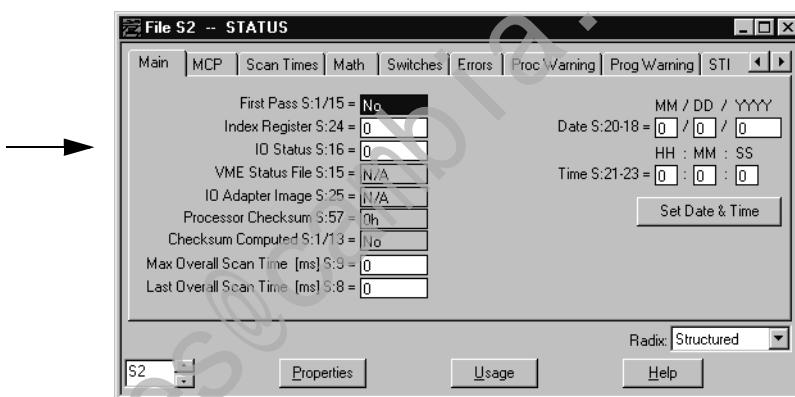 File S2 -- STATUS
Main MCP Scan Times Math Switches Errors Proc Warning Prog Warning STI
First Pass S:1/15 = No
Index Register S:24 = 0
IO Status S:16 = 0
VME Status File S:15 = N/A
IO Adapter Image S:25 = N/A
Processor Checksum S:57 = 0h
Checksum Computed S:1/13 = No
Max Overall Scan Time [ms] S:9 = 0
Last Overall Scan Time [ms] S:8 = 0
MM / DD / YYYY
Date S:20-18 = 0 / 0 / 0
HH : MM : SS
Time S:21-23 = 0 : 0 : 0
Set Date & Time
Radix: Structured
S2 Properties Usage Help
as@cambia.